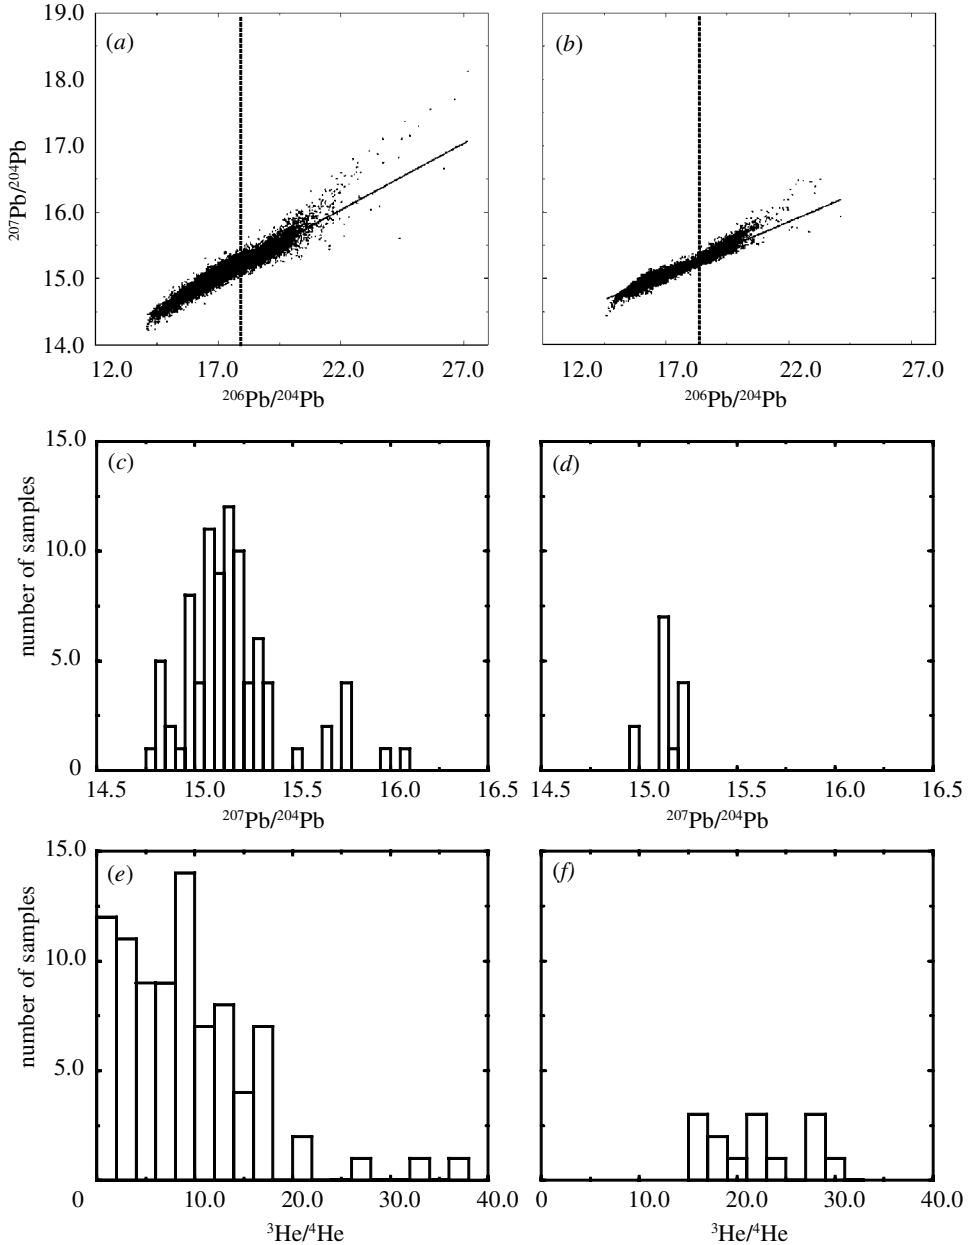 19.0
(a)
(b)
18.0
17.0
²⁰⁷Pb/²⁰⁴Pb
16.0
15.0
14.0
12.0 17.0 22.0 27.0 12.0 17.0 22.0 27.0
²⁰⁶Pb/²⁰⁴Pb ²⁰⁶Pb/²⁰⁴Pb
15.0
(c)
(d)
number of samples
10.0
5.0
0
14.5 15.0 15.5 16.0 16.5 15.0 15.5 16.0 16.5
²⁰⁷Pb/²⁰⁴Pb ²⁰⁷Pb/²⁰⁴Pb
15.0
(e)
(f)
number of samples
10.0
5.0
0 10.0 20.0 30.0 40.0 0 10.0 20.0 30.0 40.0
³He/⁴He ³He/⁴He